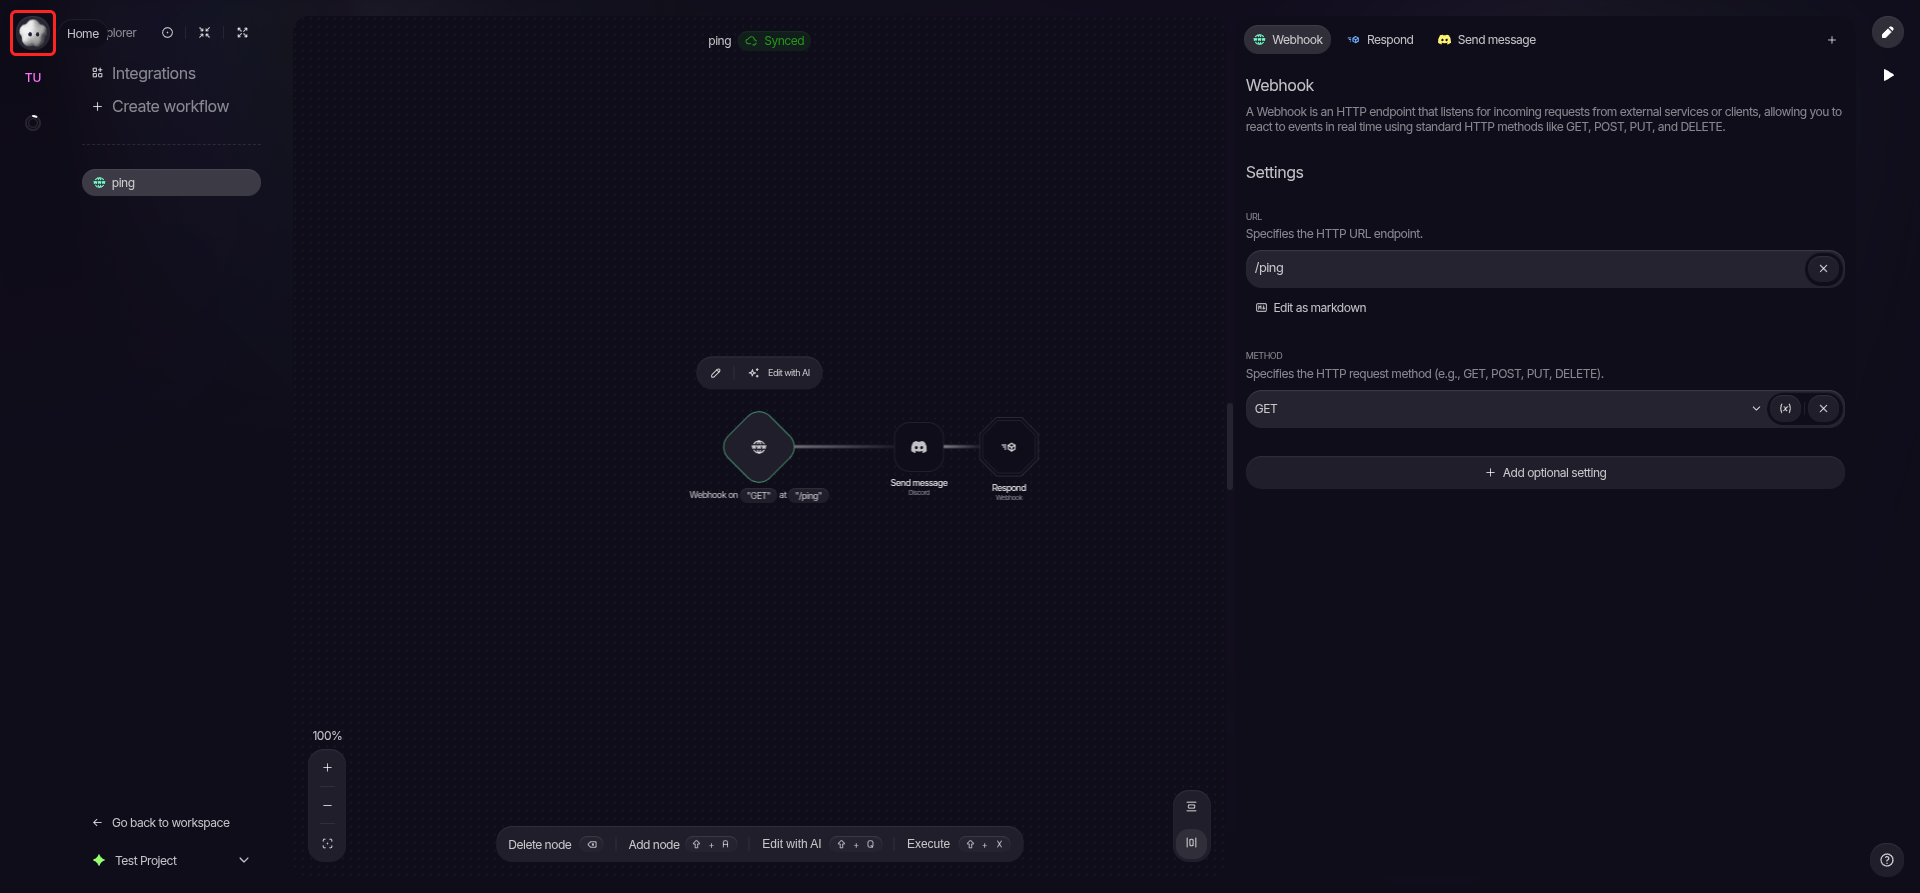 Home
plorer
TU
Integrations
Create workflow
ping
Go back to workspace
Test Project
ping
Synced
Edit with AI
Webhook on "GET" at "/ping"
Send message
Discord
Respond
Webhook
100%
Delete node
Add node ⇧ + A
Edit with AI ⇧ + Q
Execute ⇧ + X
Webhook
Respond
Send message
Webhook
A Webhook is an HTTP endpoint that listens for incoming requests from external services or clients, allowing you to
react to events in real time using standard HTTP methods like GET, POST, PUT, and DELETE.
Settings
URL
Specifies the HTTP URL endpoint.
/ping
Edit as markdown
METHOD
Specifies the HTTP request method (e.g., GET, POST, PUT, DELETE).
GET
(x)
Add optional setting